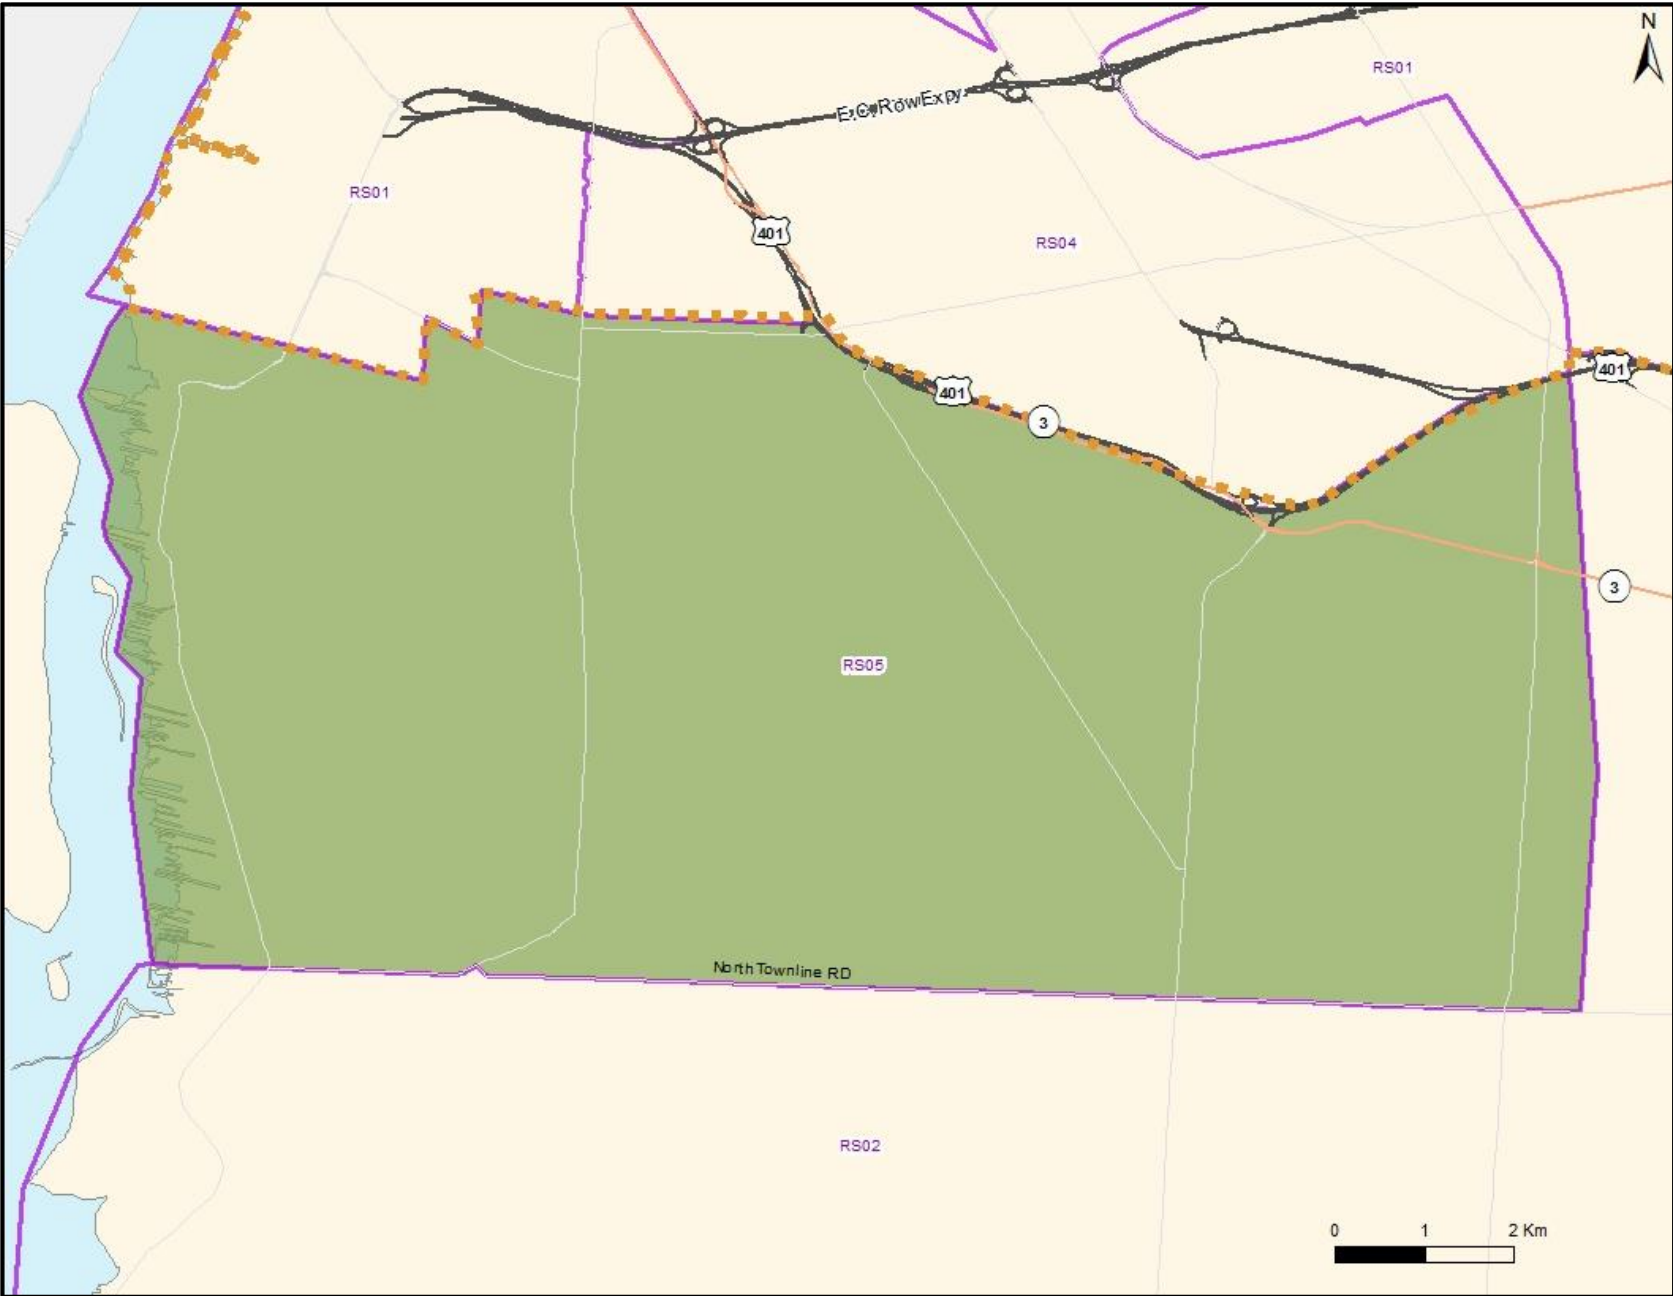 N
RS01
E.C. Row Expy
RS01
401
RS04
401
401
3
3
RS05
North Townline RD
RS02
0 1 2 Km